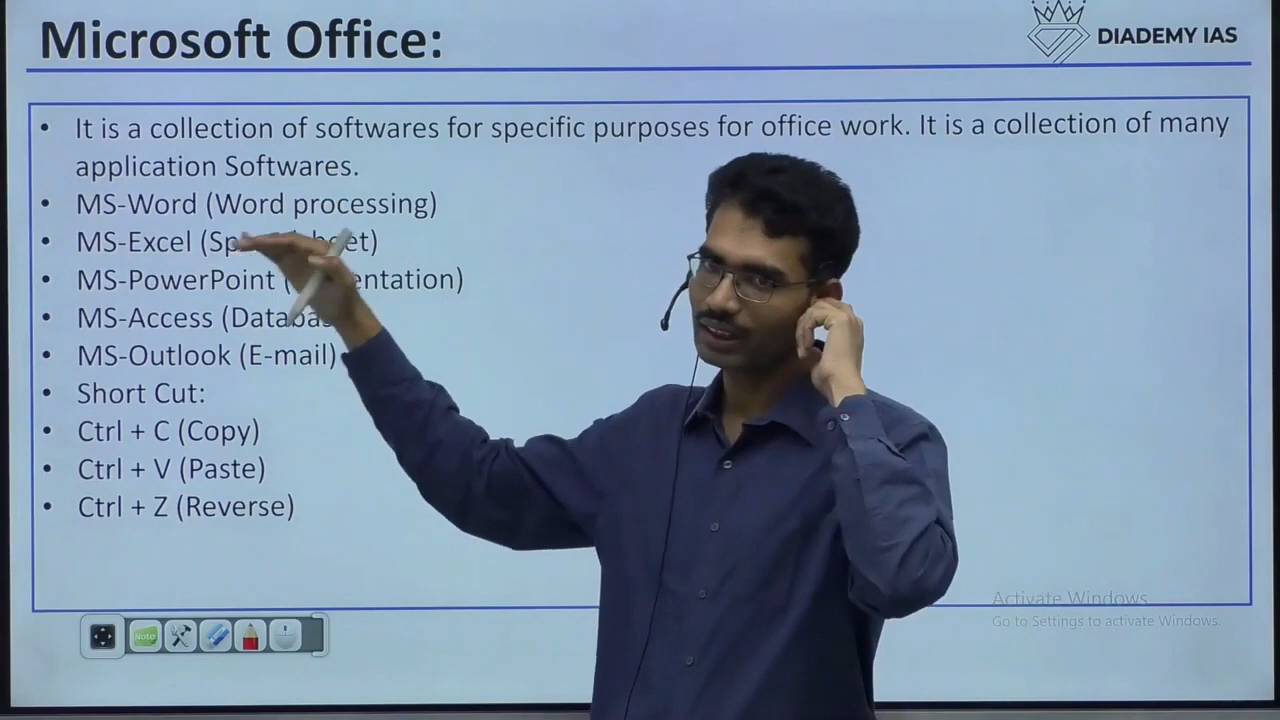 Microsoft Office:
DIADEMY IAS
• It is a collection of softwares for specific purposes for office work. It is a collection of many
application Softwares.
• MS-Word (Word processing)
• MS-Excel
• MS-PowerPoint
• MS-Access
• MS-Outlook (E-mail)
• Short Cut:
• Ctrl + C (Copy)
• Ctrl + V (Paste)
• Ctrl + Z (Reverse)
Activate Windows
Go to Settings to activate Windows.
Note